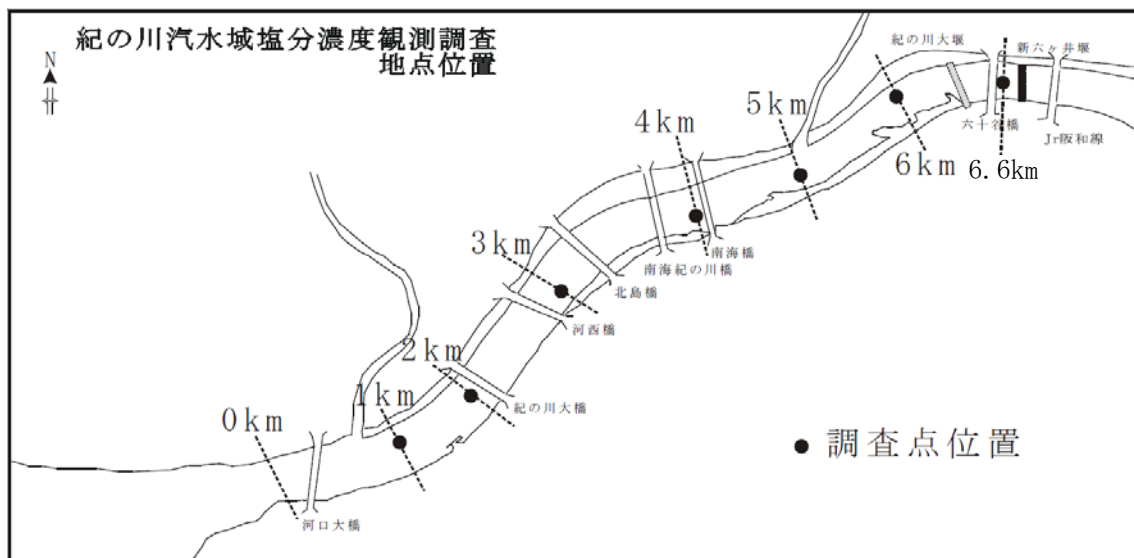 紀の川汽水域塩分濃度観測調査
地点位置
N
紀の川大堰
新六ヶ井堰
5km
4km
六十谷橋
Jr阪和線
6km
6.6km
3km
南海橋
南海紀の川橋
北島橋
河西橋
2km
1km
紀の川大橋
0km
調査点位置
河口大橋